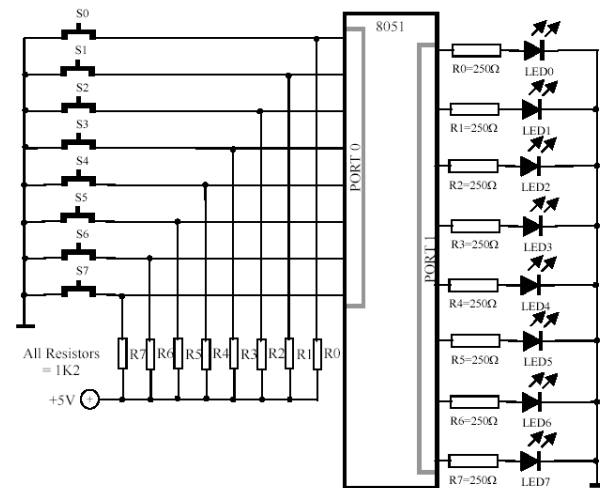 S0
S1
S2
S3
S4
S5
S6
S7
All Resistors
= 1K2
+5V
R7 R6 R5 R4 R3 R2 R1 R0
8051
PORT 0
PORT 1
R0=250Ω
LED0
R1=250Ω
LED1
R2=250Ω
LED2
R3=250Ω
LED3
R4=250Ω
LED4
R5=250Ω
LED5
R6=250Ω
LED6
R7=250Ω
LED7